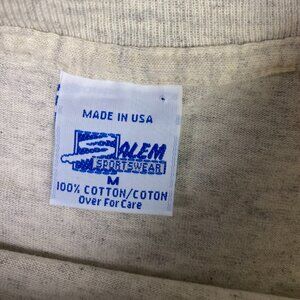 MADE IN USA
SALEM
SPORTSWEAR
M
100% COTTON/COTON
Over For Care